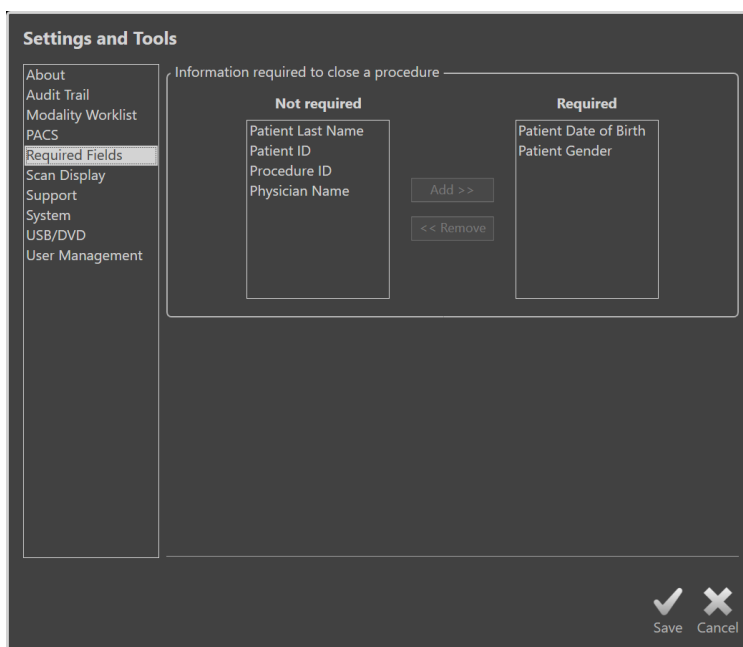 Settings and Tools
About
Audit Trail
Modality Worklist
PACS
Required Fields
Scan Display
Support
System
USB/DVD
User Management
Information required to close a procedure
Not required
Patient Last Name
Patient ID
Procedure ID
Physician Name
Add >>
<< Remove
Required
Patient Date of Birth
Patient Gender
Save
Cancel